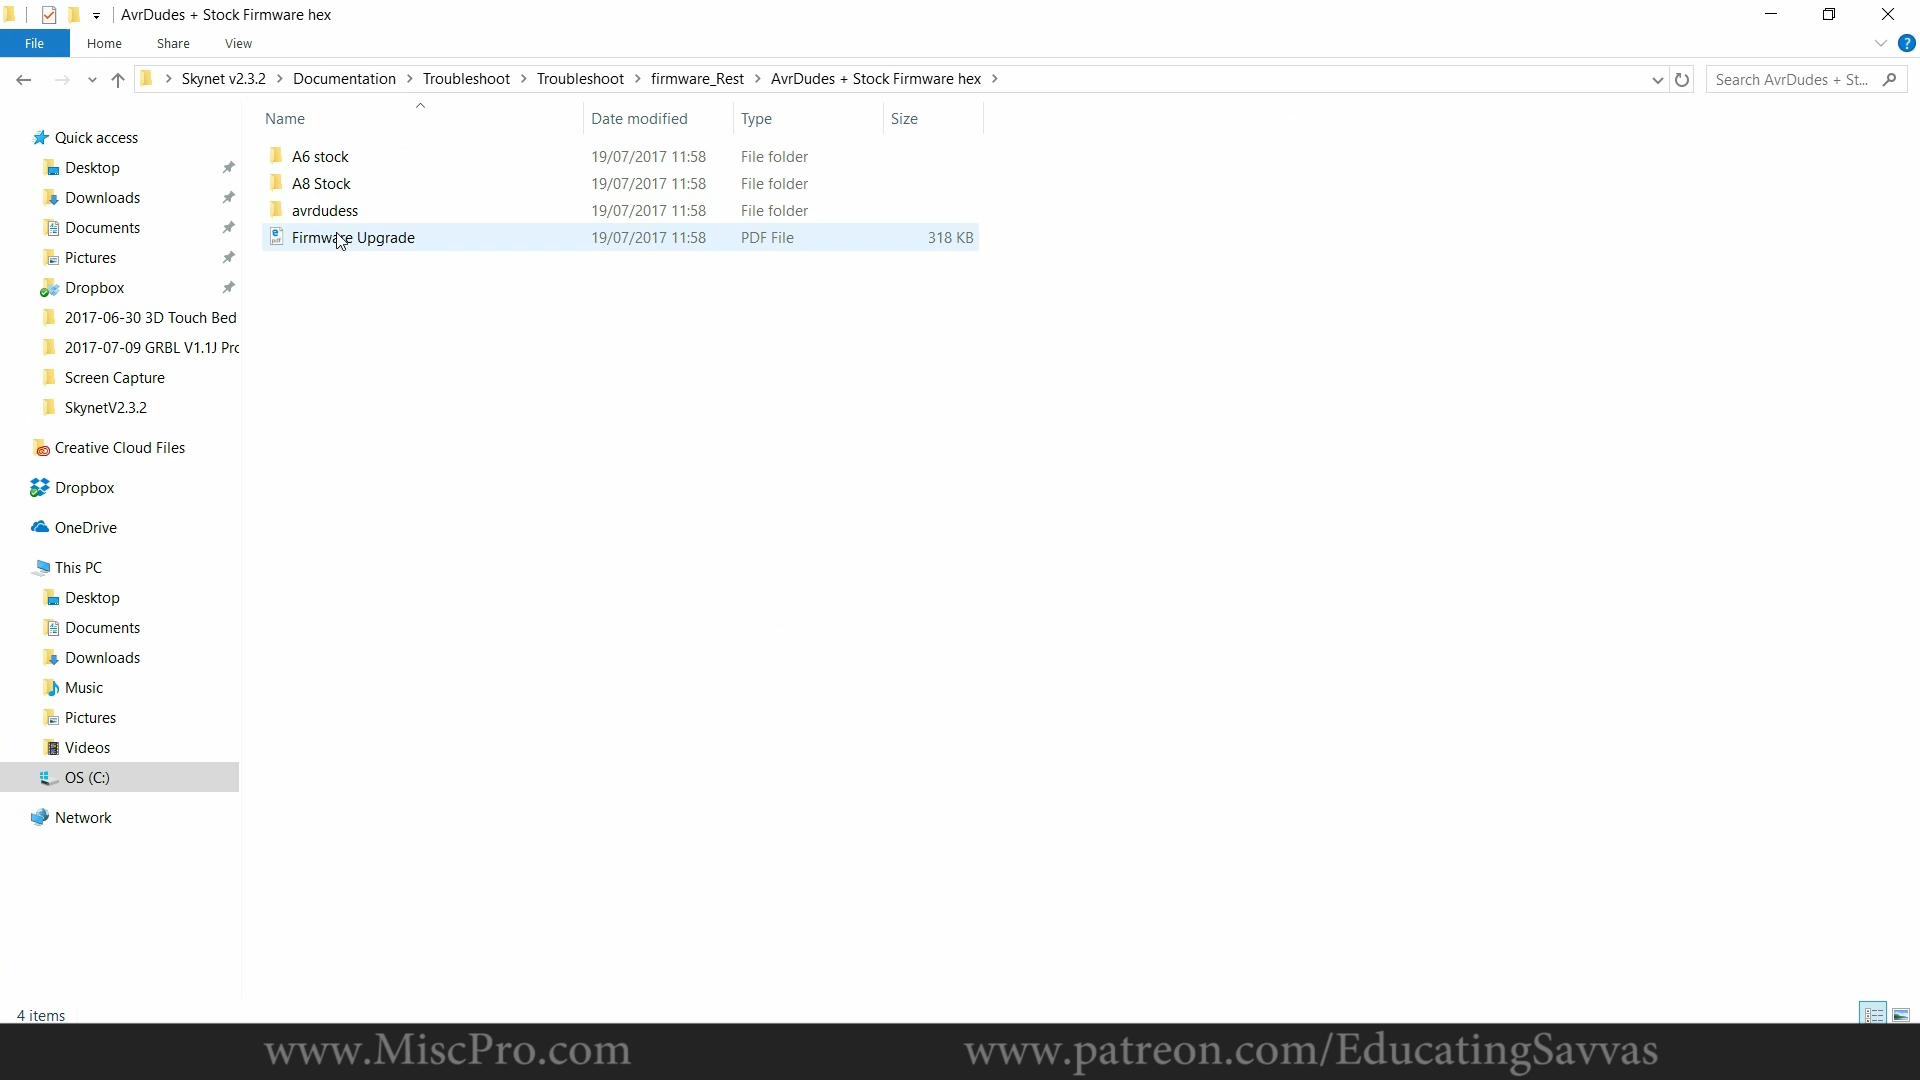 AvrDudes + Stock Firmware hex
File Home Share View
Skynet v2.3.2 Documentation Troubleshoot Troubleshoot firmware_Rest AvrDudes + Stock Firmware hex
Search AvrDudes + St...
Name Date modified Type Size
A6 stock 19/07/2017 11:58 File folder
A8 Stock 19/07/2017 11:58 File folder
avrdudess 19/07/2017 11:58 File folder
Firmware Upgrade 19/07/2017 11:58 PDF File 318 KB
Quick access
Desktop
Downloads
Documents
Pictures
Dropbox
2017-06-30 3D Touch Bed
2017-07-09 GRBL V1.1J Prc
Screen Capture
SkynetV2.3.2
Creative Cloud Files
Dropbox
OneDrive
This PC
Desktop
Documents
Downloads
Music
Pictures
Videos
OS (C:)
Network
4 items
www.MiscPro.com www.patreon.com/EducatingSavvas